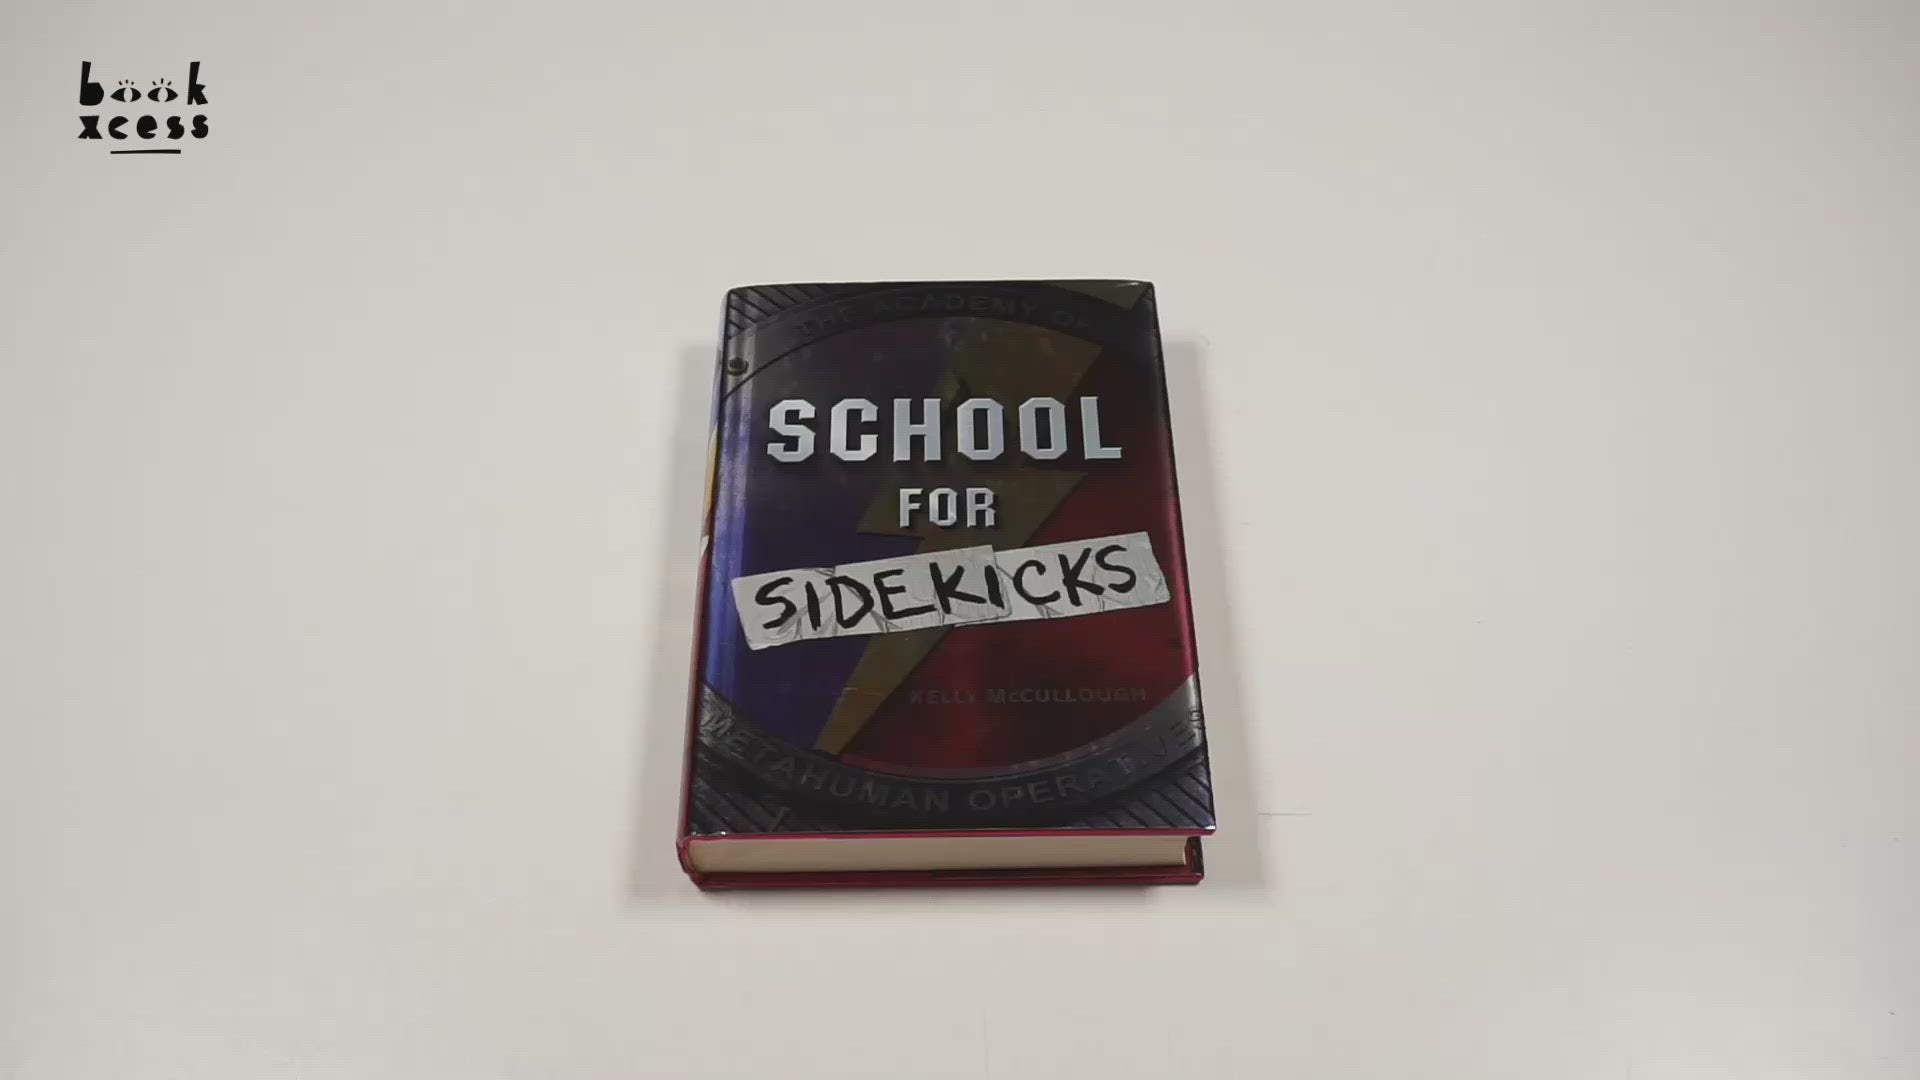 book
xcess
THE ACADEMY OF
SCHOOL
FOR
SIDEKICKS
KELLY McCULLOUGH
METAHUMAN OPERATIVES